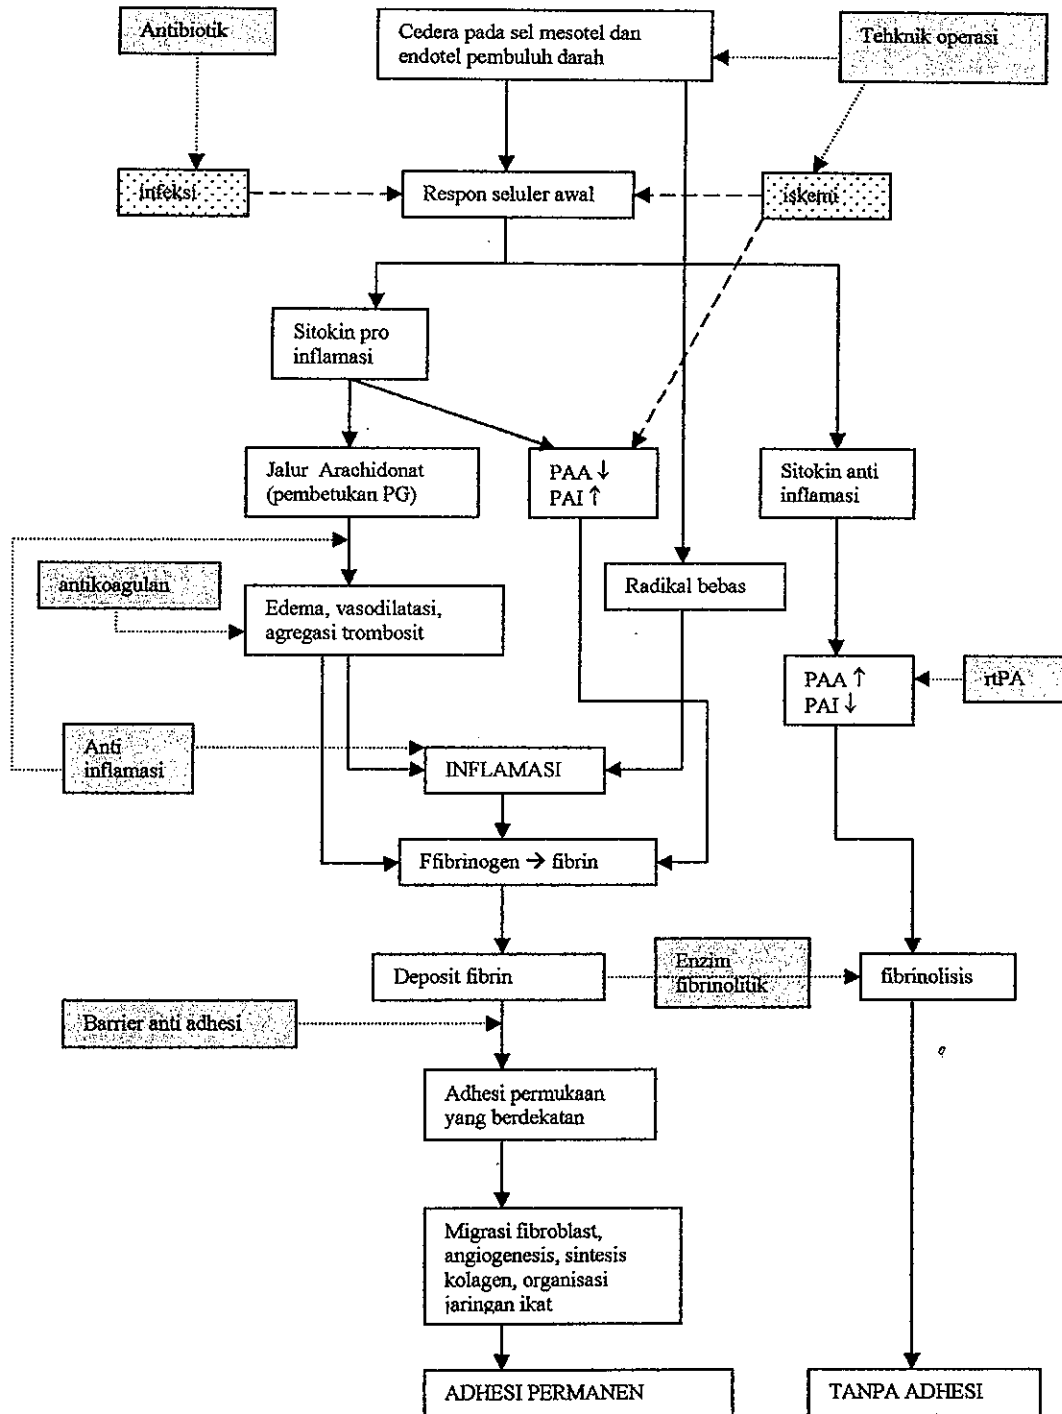 Antibiotik
Cedera pada sel mesotel dan
endotel pembuluh darah
Tehknik operasi
infeksi
Respon seluler awal
iskemi
Sitokin pro
inflamasi
Jalur Arachidonat
(pembetukan PG)
PAA ↓
PAI ↑
Sitokin anti
inflamasi
antikoagulan
Radikal bebas
Edema, vasodilatasi,
agregasi trombosit
PAA ↑
PAI ↓
rtPA
Anti
inflamasi
INFLAMASI
Ffibrinogen → fibrin
Deposit fibrin
Enzim
fibrinolitik
fibrinolisis
Barrier anti adhesi
Adhesi permukaan
yang berdekatan
Migrasi fibroblast,
angiogenesis, sintesis
kolagen, organisasi
jaringan ikat
ADHESI PERMANEN
TANPA ADHESI